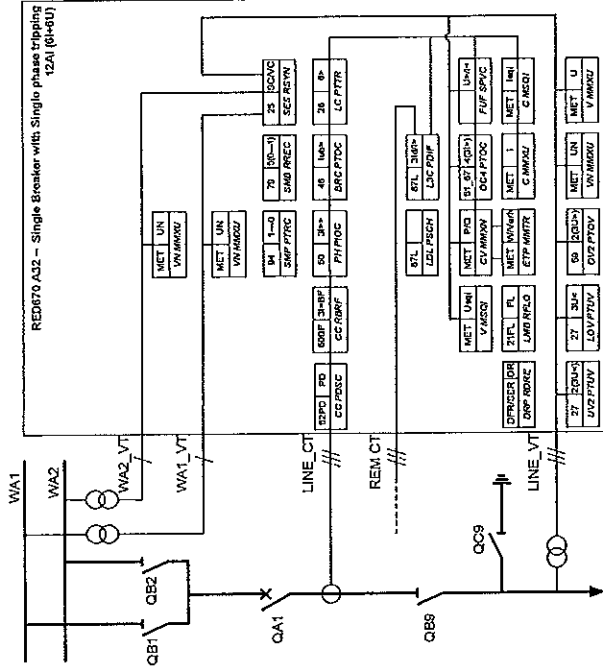 RED670 A32 – Single Breaker with Single phase tripping
12AI (6I+6U)
WA1
WA2
WA2_VT
WA1_VT
LINE_CT
REM CT
LINE_VT
QB1
QB2
QA1
QB9
QC9
MET UN
VN MMXU
MET UN
VN MMXU
94 1→0
SMP PTRC
79 5(0→1)
SMB RREC
25 SC/VC
SES RSYN
52PD PD
CC PDSC
50BF 3I>BF
CC RBRF
50 3I>>
PH PIOC
46 Iub>
BRC PTOC
26
LC PTTR
87L
LDL PSCH
87L 3Id/I>
L3C PDIF
MET Usqi
V MSQI
MET P/Q
CV MMXN
51_67 4(3I>)
OC4 PTOC
U>/I<
FUF SPVC
DFR/SER DR
DRP RDRE
21FL FL
LMB RFLO
MET W/Varh
ETP MMTR
MET I
C MMXU
MET Isqi
C MSQI
27 2(3U<)
UV2 PTUV
27 3U<
LOV PTUV
59 2(3U>)
OV2 PTOV
MET UN
VN MMXU
MET U
V MMXU